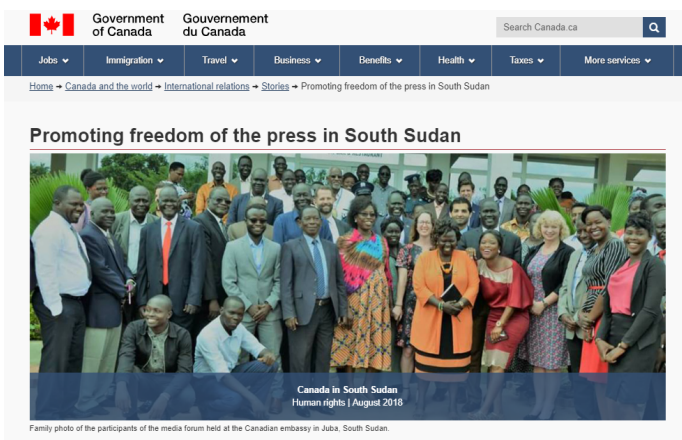 Government of Canada
Gouvernement du Canada
Search Canada.ca
Jobs Immigration Travel Business Benefits Health Taxes More services
Home → Canada and the world → International relations → Stories → Promoting freedom of the press in South Sudan
Promoting freedom of the press in South Sudan
Canada in South Sudan
Human rights | August 2018
Family photo of the participants of the media forum held at the Canadian embassy in Juba, South Sudan.